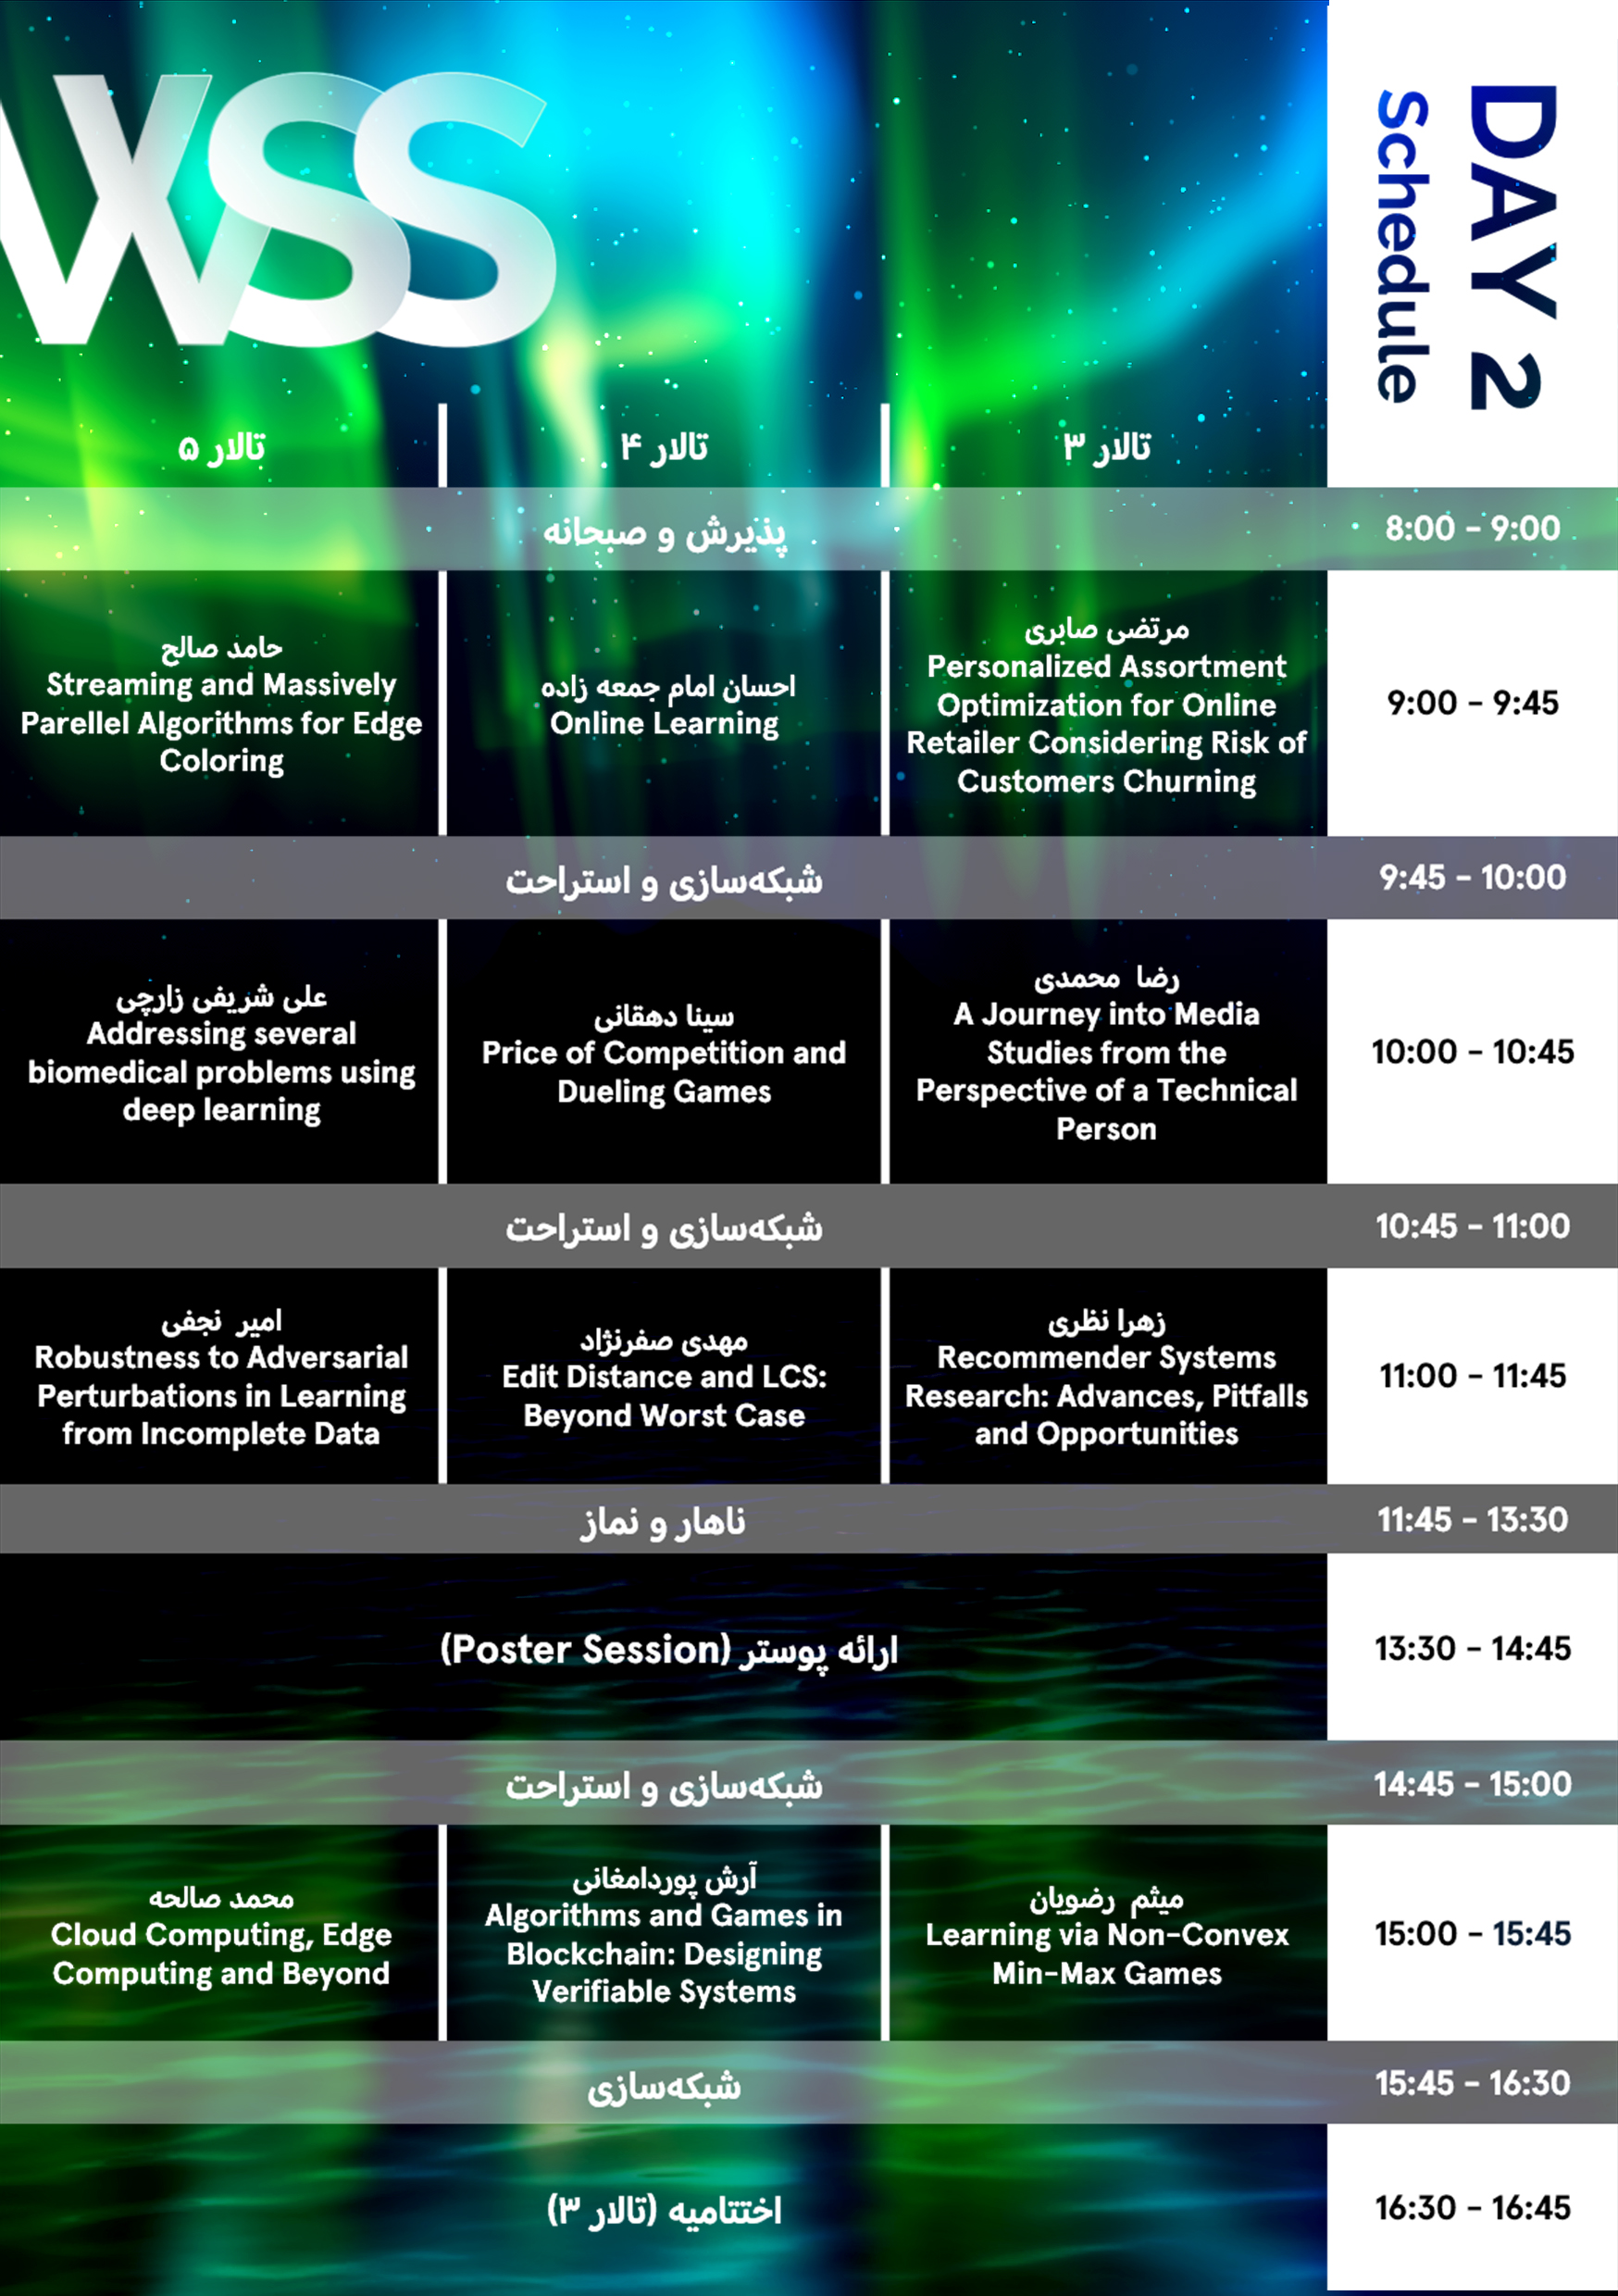 WSS
DAY 2
Schedule
تالار ۳
تالار ۴
تالار ۵
8:00 - 9:00
پذیرش و صبحانه
9:00 - 9:45
مرتضی صابری
Personalized Assortment
Optimization for Online
Retailer Considering Risk of
Customers Churning
احسان امام جمعه زاده
Online Learning
حامد صالح
Streaming and Massively
Parellel Algorithms for Edge
Coloring
9:45 - 10:00
شبکه‌سازی و استراحت
10:00 - 10:45
رضا محمدی
A Journey into Media
Studies from the
Perspective of a Technical
Person
سینا دهقانی
Price of Competition and
Dueling Games
علی شریفی زارچی
Addressing several
biomedical problems using
deep learning
10:45 - 11:00
شبکه‌سازی و استراحت
11:00 - 11:45
زهرا نظری
Recommender Systems
Research: Advances, Pitfalls
and Opportunities
مهدی صفرنژاد
Edit Distance and LCS:
Beyond Worst Case
امیر نجفی
Robustness to Adversarial
Perturbations in Learning
from Incomplete Data
11:45 - 13:30
ناهار و نماز
13:30 - 14:45
ارائه پوستر (Poster Session)
14:45 - 15:00
شبکه‌سازی و استراحت
15:00 - 15:45
میثم رضویان
Learning via Non-Convex
Min-Max Games
آرش پوردامغانی
Algorithms and Games in
Blockchain: Designing
Verifiable Systems
محمد صالحه
Cloud Computing, Edge
Computing and Beyond
15:45 - 16:30
شبکه‌سازی
16:30 - 16:45
اختتامیه (تالار ۳)